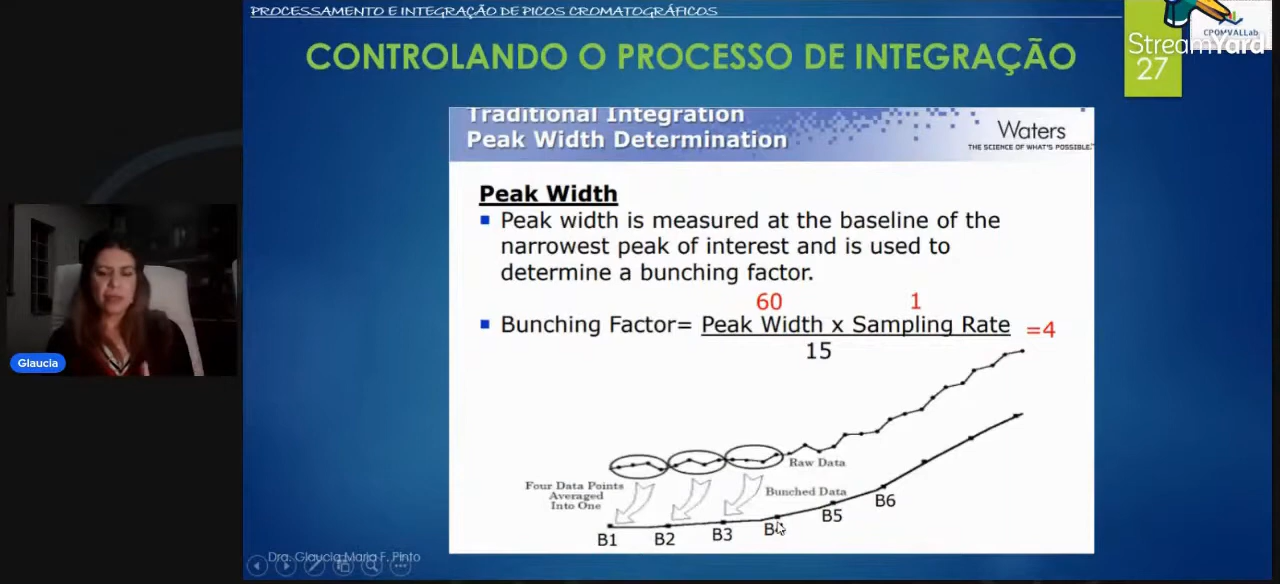 PROCESSAMENTO E INTEGRAÇÃO DE PICOS CROMATOGRÁFICOS
CONTROLANDO O PROCESSO DE INTEGRAÇÃO
CPQMVALLab
StreamYard
27
Traditional Integration
Peak Width Determination
Waters
THE SCIENCE OF WHAT'S POSSIBLE.™
Peak Width
Peak width is measured at the baseline of the
narrowest peak of interest and is used to
determine a bunching factor.
60 1
Bunching Factor= Peak Width x Sampling Rate =4
15
Raw Data
Four Data Points
Averaged
Into One
Bunched Data
B1 B2 B3 B B5 B6
Glaucia
Dra. Glaucia Maria F. Pinto